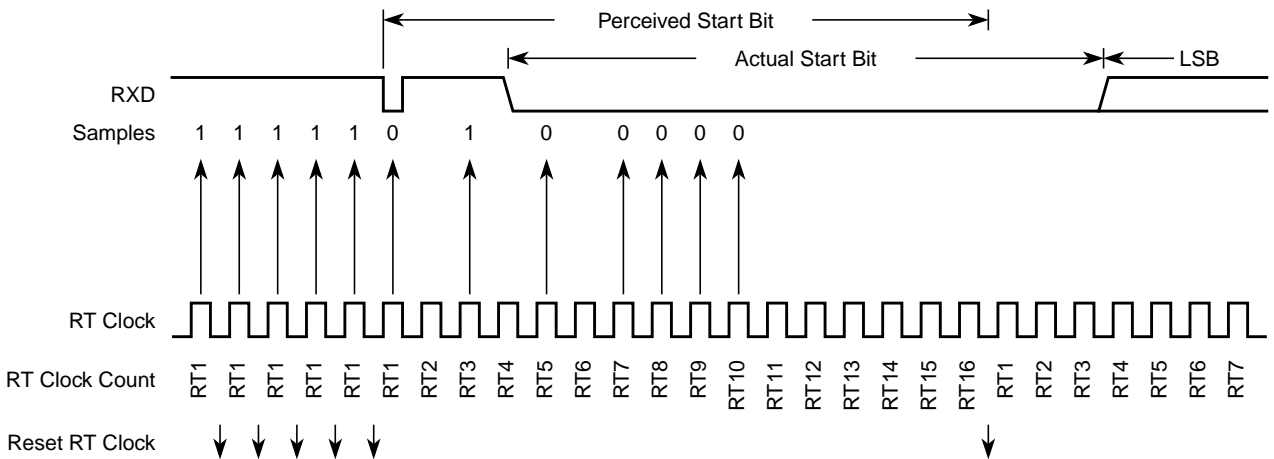 Perceived Start Bit
Actual Start Bit
LSB
RXD
Samples 1 1 1 1 1 0 1 0 0 0 0 0
RT Clock
RT Clock Count RT1 RT1 RT1 RT1 RT1 RT1 RT2 RT3 RT4 RT5 RT6 RT7 RT8 RT9 RT10 RT11 RT12 RT13 RT14 RT15 RT16 RT1 RT2 RT3 RT4 RT5 RT6 RT7
Reset RT Clock